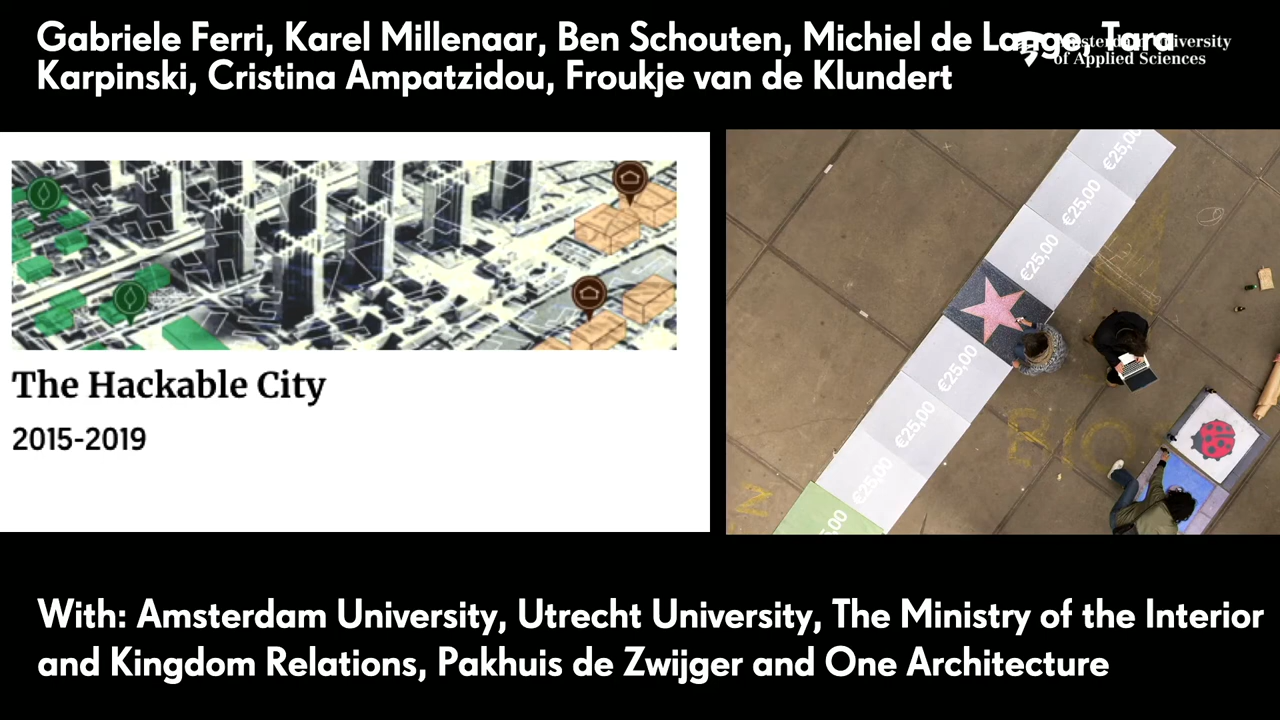 Gabriele Ferri, Karel Millenaar, Ben Schouten, Michiel de Lange, Tara
Karpinski, Cristina Ampatzidou, Froukje van de Klundert
Amsterdam University
of Applied Sciences
The Hackable City
2015-2019
€25,00
€25,00
€25,00
€25,00
€25,00
€25,00
5,00
With: Amsterdam University, Utrecht University, The Ministry of the Interior
and Kingdom Relations, Pakhuis de Zwijger and One Architecture